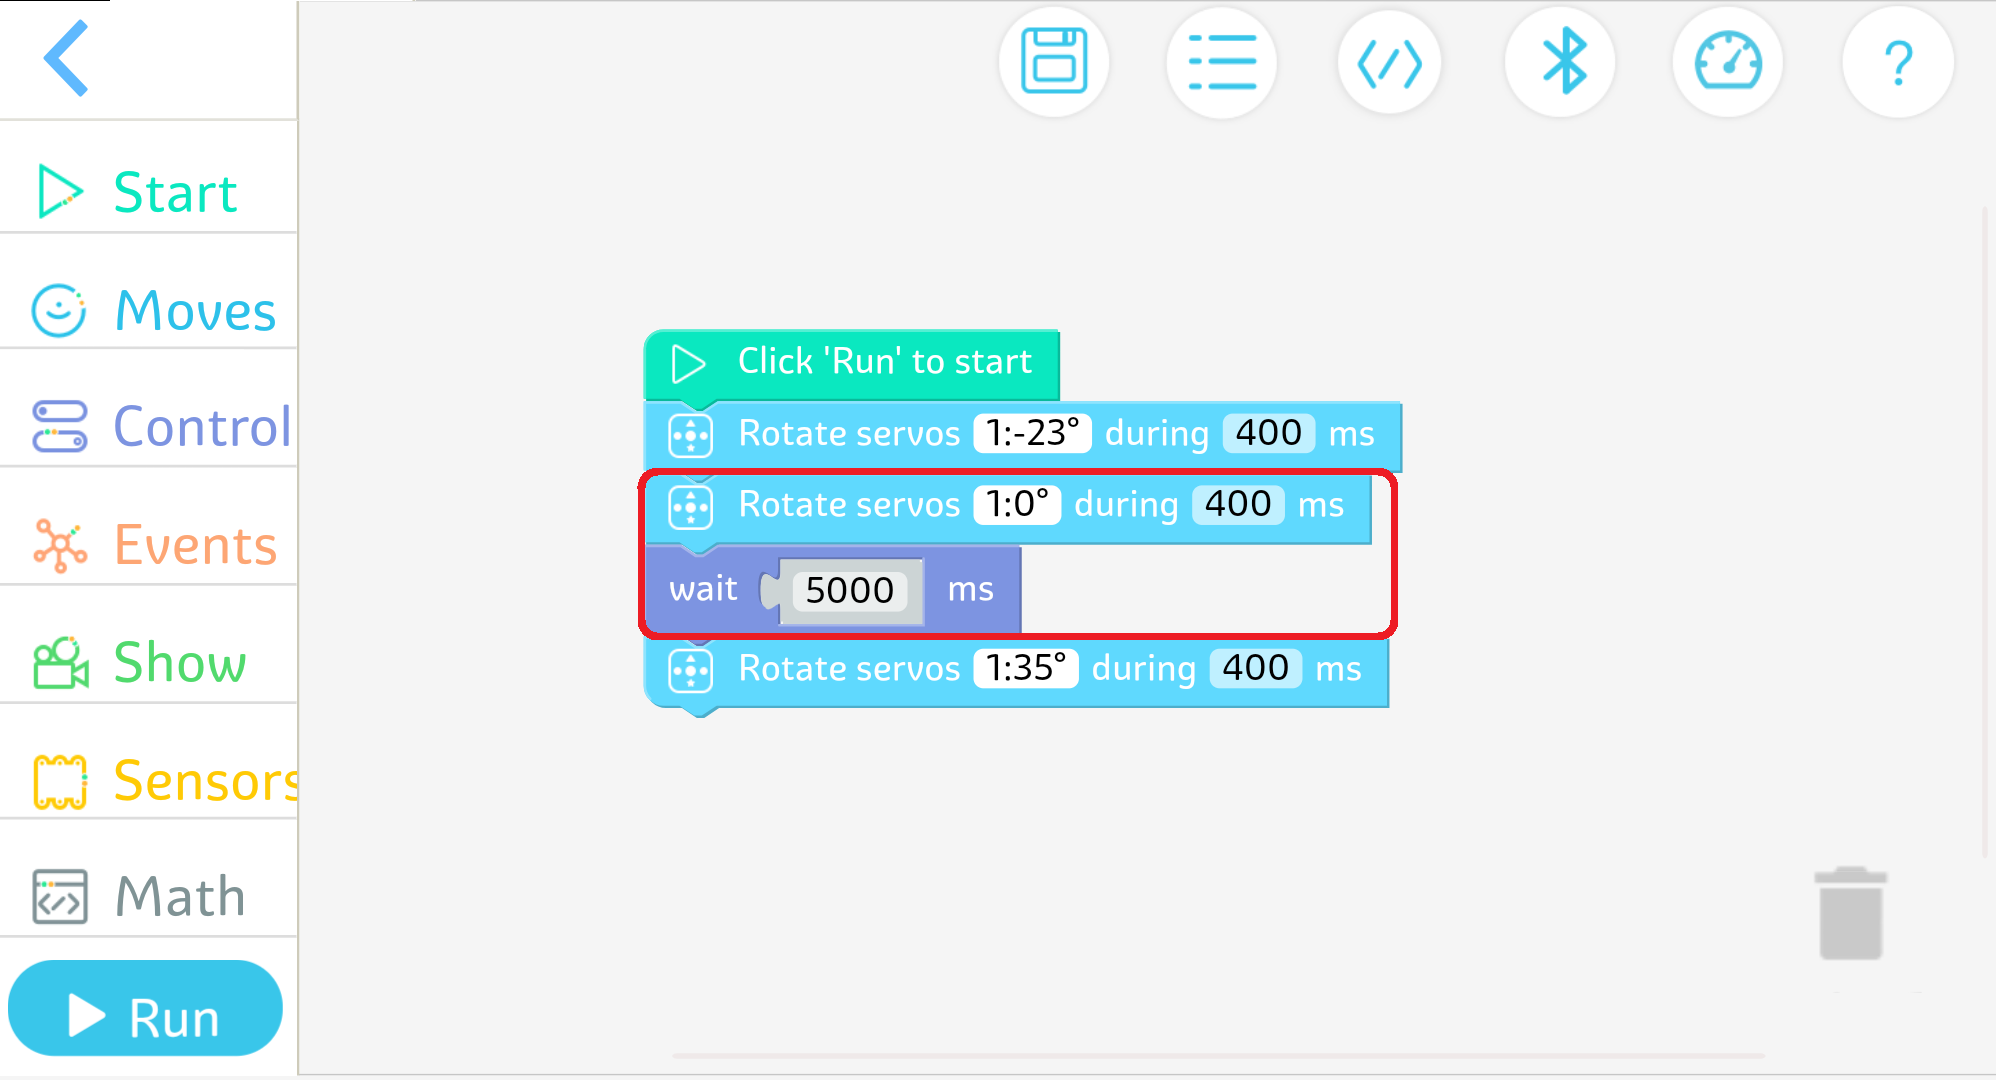 Start
Moves
Control
Events
Show
Sensors
Math
Run
?
Click 'Run' to start
Rotate servos 1:-23° during 400 ms
Rotate servos 1:0° during 400 ms
wait 5000 ms
Rotate servos 1:35° during 400 ms